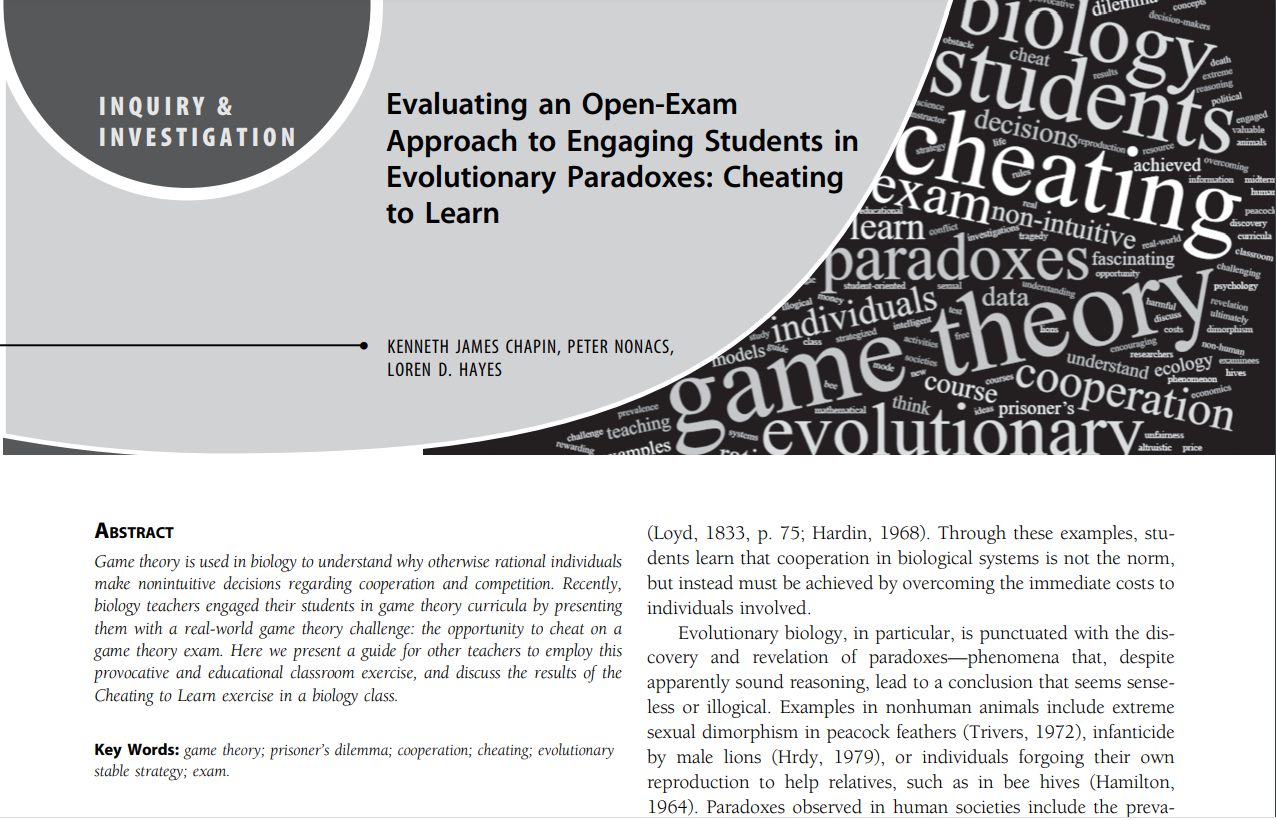 INQUIRY &
INVESTIGATION
Evaluating an Open-Exam
Approach to Engaging Students in
Evolutionary Paradoxes: Cheating
to Learn
KENNETH JAMES CHAPIN, PETER NONACS,
LOREN D. HAYES
biology
dilemma
concepts
decision-makers
students
obstacle
cheat
results
death
extreme
reasoning
political
science
cheating
decisions
reproduction
resource
engaged
valuable
animals
strategy
life
rules
achieved
overcoming
information
midterm
human
exam
real
non-intuitive
real-world
peacock
discovery
curricula
educational
learn
conflict
investigations
tragedy
classroom
paradoxes
fascinating
opportunity
challenging
psychology
student-oriented
sexual
understanding
illogical
money
individuals
data
game theory
harmful
discuss
costs
revelation
ultimately
dimorphism
study
guide
class
strategized
intelligent
test
free
lions
encouraging
researchers
non-human
examinees
hives
models
activities
societies
understand
ecology
phenomenon
mode
new
course
courses
cooperation
economics
bee
mathematical
think
ideas
prisoner's
prevalence
challenge
teaching
rewarding
systems
evolutionary
unfairness
altruistic
price
ABSTRACT
Game theory is used in biology to understand why otherwise rational individuals
make nonintuitive decisions regarding cooperation and competition. Recently,
biology teachers engaged their students in game theory curricula by presenting
them with a real-world game theory challenge: the opportunity to cheat on a
game theory exam. Here we present a guide for other teachers to employ this
provocative and educational classroom exercise, and discuss the results of the
Cheating to Learn exercise in a biology class.
Key Words: game theory; prisoner's dilemma; cooperation; cheating; evolutionary
stable strategy; exam.
(Loyd, 1833, p. 75; Hardin, 1968). Through these examples, stu-
dents learn that cooperation in biological systems is not the norm,
but instead must be achieved by overcoming the immediate costs to
individuals involved.
Evolutionary biology, in particular, is punctuated with the dis-
covery and revelation of paradoxes—phenomena that, despite
apparently sound reasoning, lead to a conclusion that seems sense-
less or illogical. Examples in nonhuman animals include extreme
sexual dimorphism in peacock feathers (Trivers, 1972), infanticide
by male lions (Hrdy, 1979), or individuals forgoing their own
reproduction to help relatives, such as in bee hives (Hamilton,
1964). Paradoxes observed in human societies include the preva-